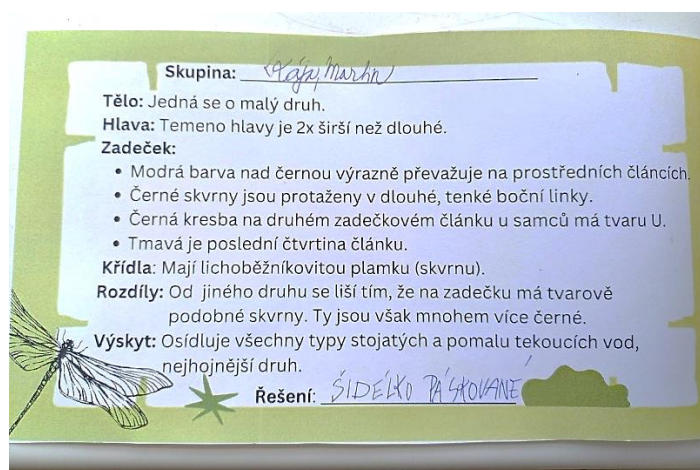 Skupina: Martin
Tělo: Jedná se o malý druh.
Hlava: Temeno hlavy je 2x širší než dlouhé.
Zadeček:
• Modrá barva nad černou výrazně převažuje na prostředních článcích.
• Černé skvrny jsou protaženy v dlouhé, tenké boční linky.
• Černá kresba na druhém zadečkovém článku u samců má tvaru U.
• Tmavá je poslední čtvrtina článku.
Křídla: Mají lichoběžníkovitou plamku (skvrnu).
Rozdíly: Od jiného druhu se liší tím, že na zadečku má tvarově
podobné skvrny. Ty jsou však mnohem více černé.
Výskyt: Osídluje všechny typy stojatých a pomalu tekoucích vod,
nejhojnější druh.
Řešení: ŠIDÉLKO PÁSKOVANÉ